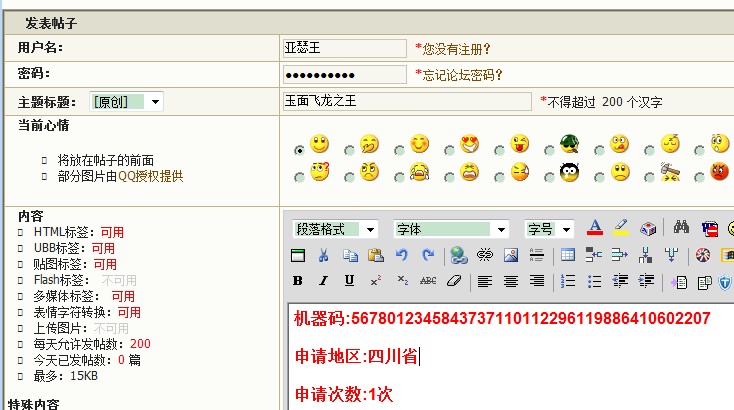 发表帖子
用户名： 亚瑟王 *您没有注册？
密码： ●●●●●●●●●● *忘记论坛密码？
主题标题： [原创] 玉面飞龙之王 *不得超过 200 个汉字
当前心情
将放在帖子的前面
部分图片由QQ授权提供
内容
HTML标签：可用
UBB标签：可用
贴图标签：可用
Flash标签： 不可用
多媒体标签： 可用
表情字符转换：可用
上传图片：不可用
每天允许发帖数：200
今天已发帖数：0 篇
最多：15KB
特殊内容
段落格式 字体 字号
机器码:56780123458437371101122961198864106022​07
申请地区:四川省
申请次数:1次